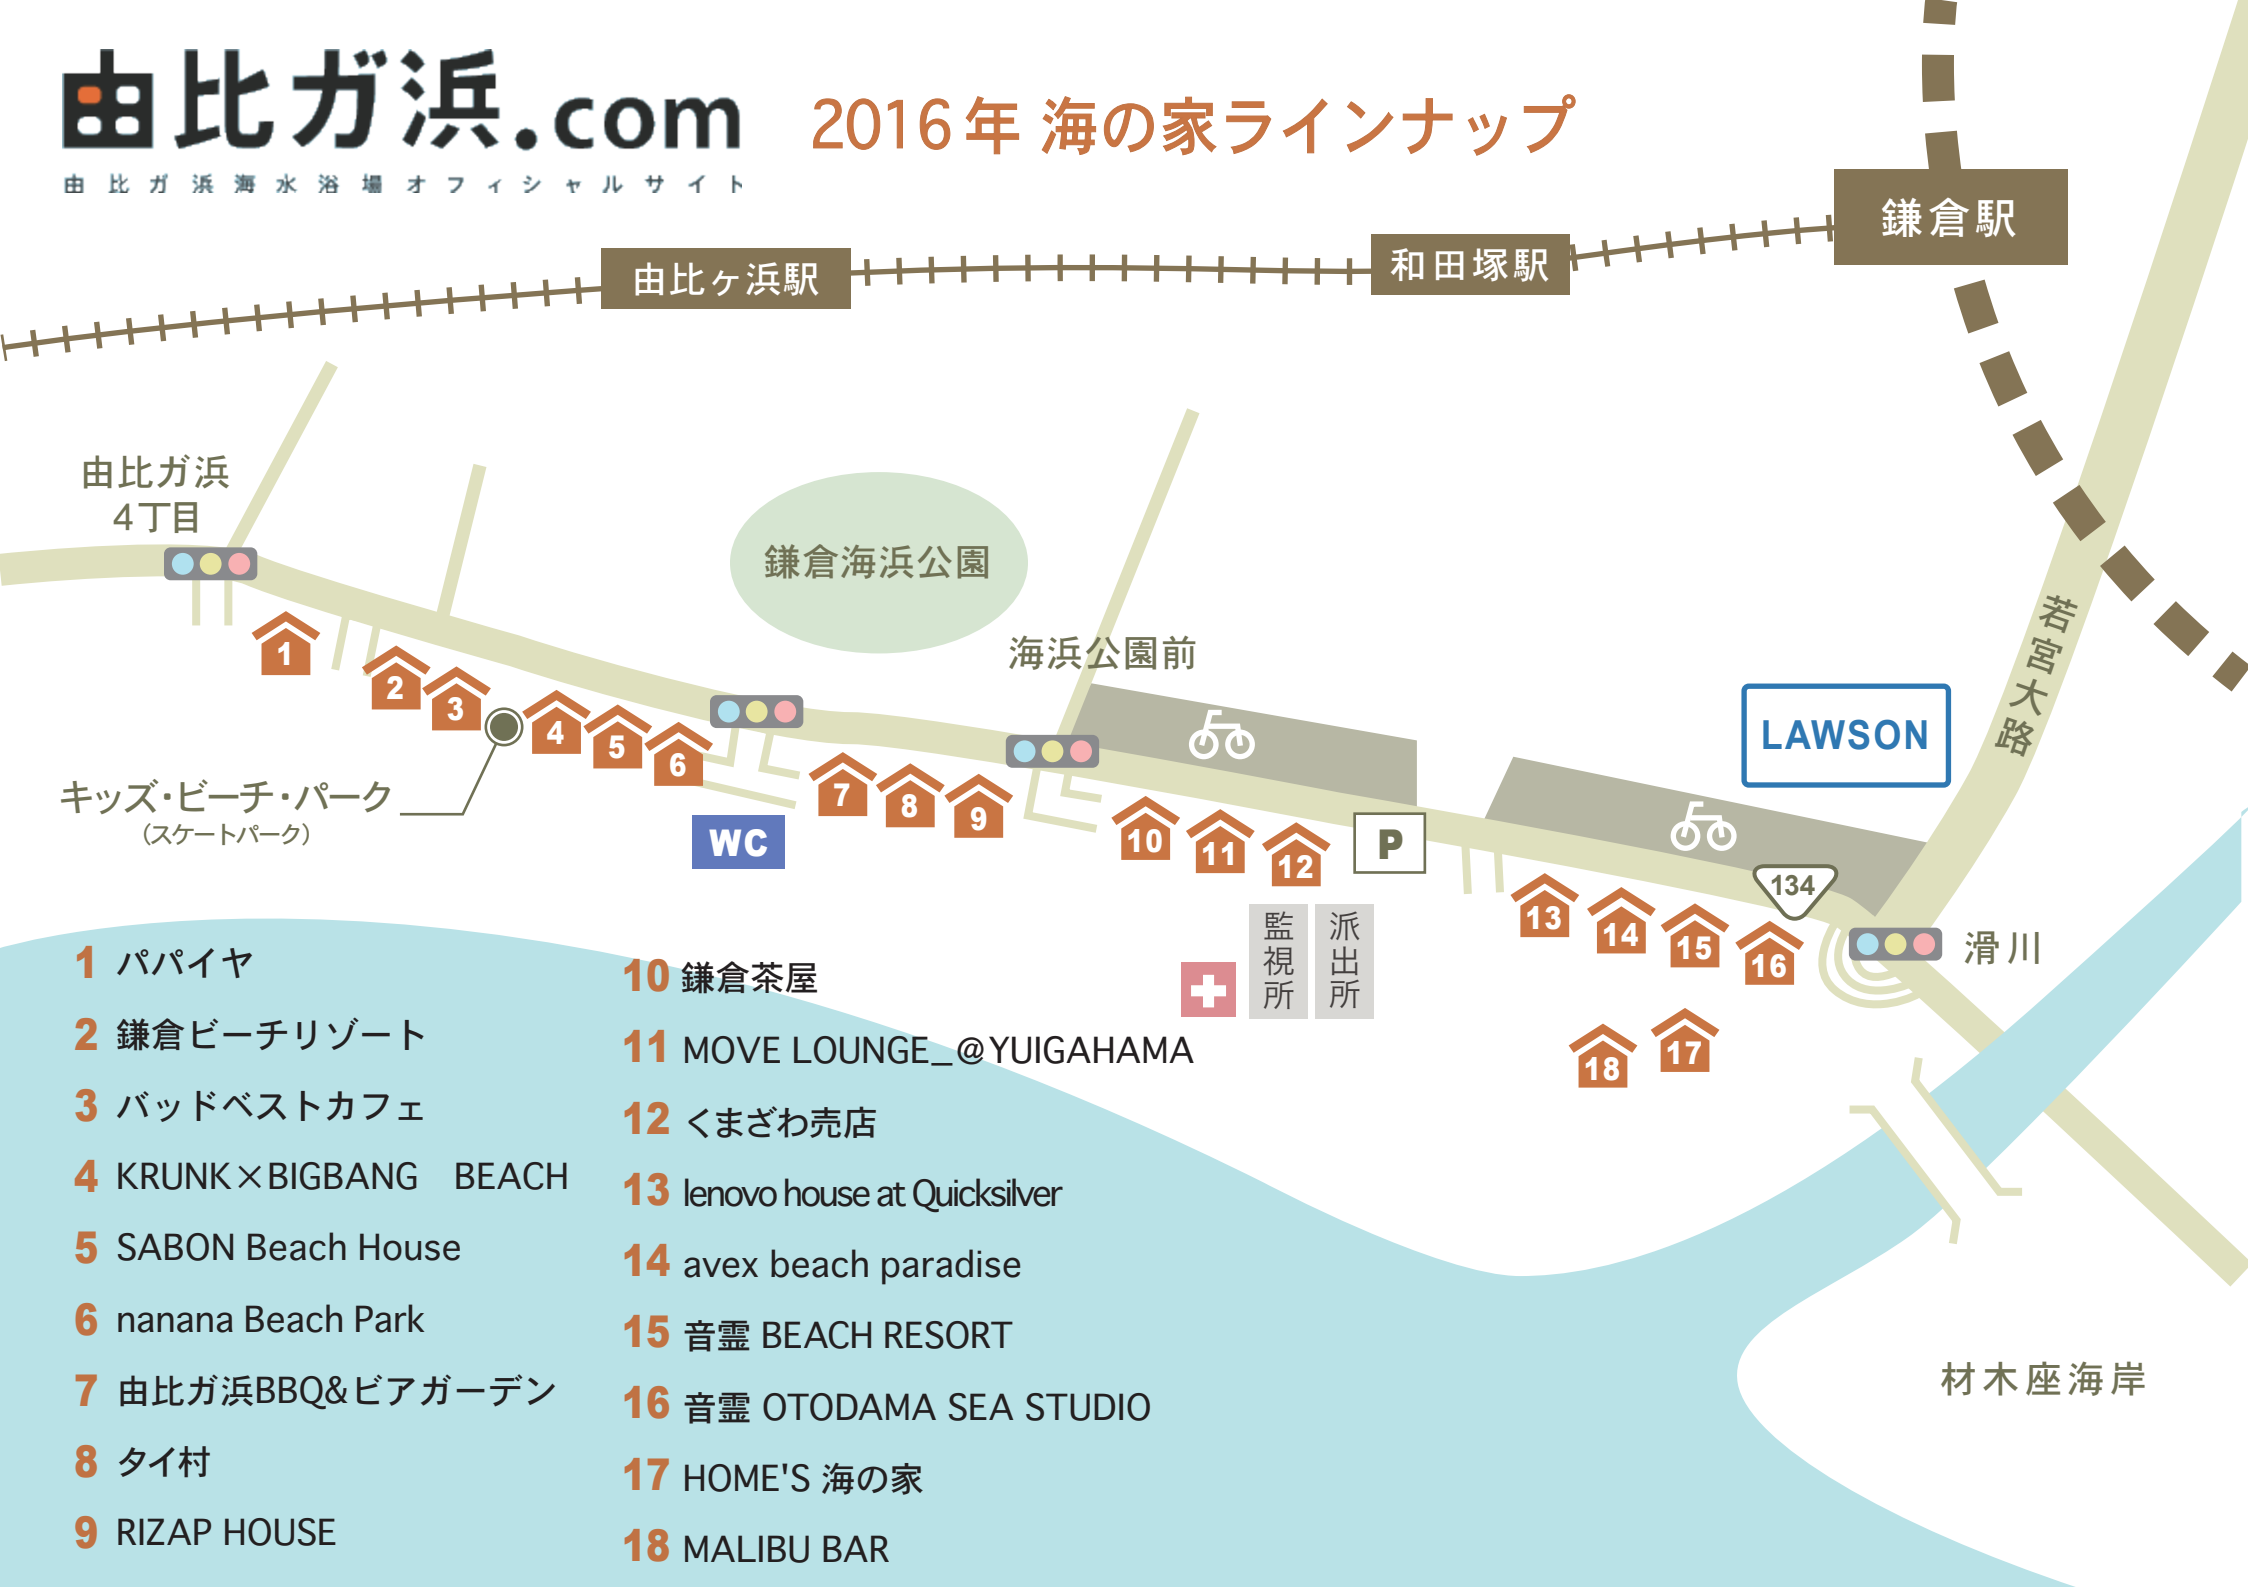 由比ガ浜.com
由比ガ浜海水浴場オフィシャルサイト
2016年 海の家ラインナップ
鎌倉駅
和田塚駅
由比ヶ浜駅
由比ガ浜
4丁目
鎌倉海浜公園
海浜公園前
若宮大路
LAWSON
キッズ・ビーチ・パーク
（スケートパーク）
WC
P
134
滑川
監視所
派出所
材木座海岸
1
2
3
4
5
6
7
8
9
10
11
12
13
14
15
16
17
18
1 パパイヤ
2 鎌倉ビーチリゾート
3 バッドベストカフェ
4 KRUNK×BIGBANG　BEACH
5 SABON Beach House
6 nanana Beach Park
7 由比ガ浜BBQ&ビアガーデン
8 タイ村
9 RIZAP HOUSE
10 鎌倉茶屋
11 MOVE LOUNGE_@YUIGAHAMA
12 くまざわ売店
13 lenovo house at Quicksilver
14 avex beach paradise
15 音霊 BEACH RESORT
16 音霊 OTODAMA SEA STUDIO
17 HOME'S 海の家
18 MALIBU BAR